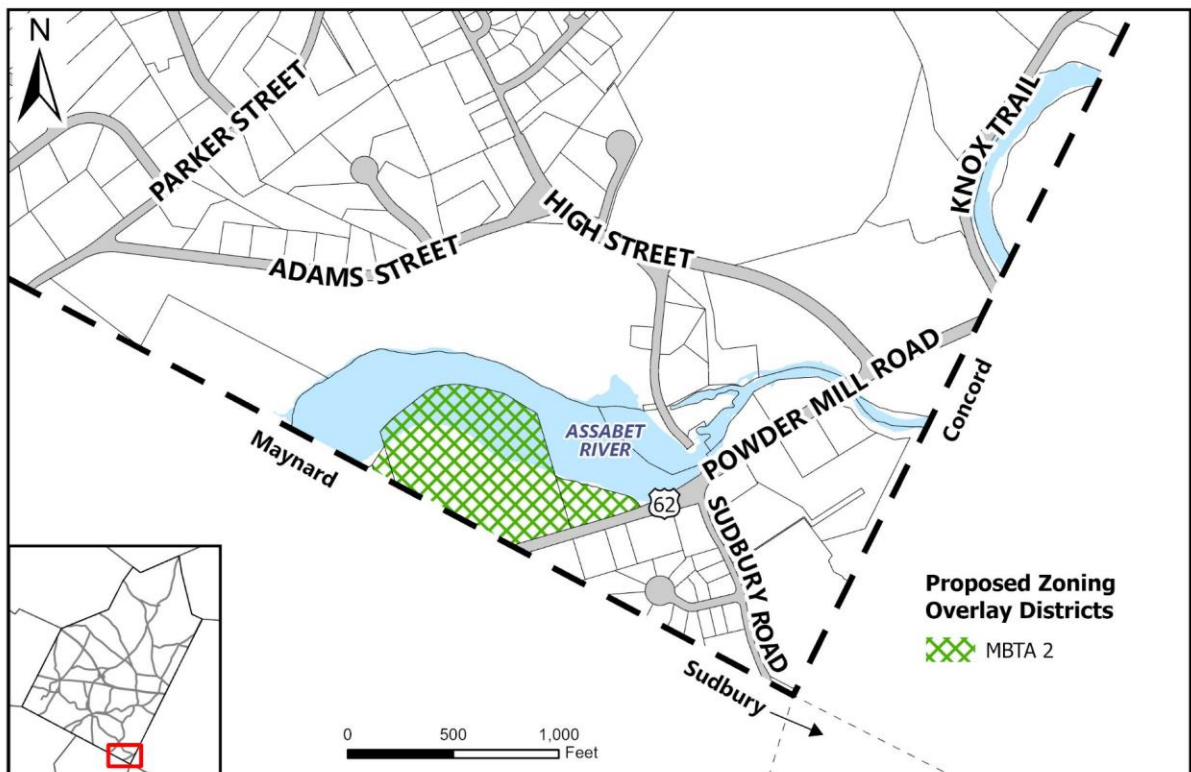 N
PARKER STREET
KNOX TRAIL
HIGH STREET
ADAMS STREET
POWDER MILL ROAD
Concord
ASSABET
RIVER
Maynard
62
SUDBURY ROAD
Proposed Zoning
Overlay Districts
MBTA 2
Sudbury
0 500 1,000
Feet